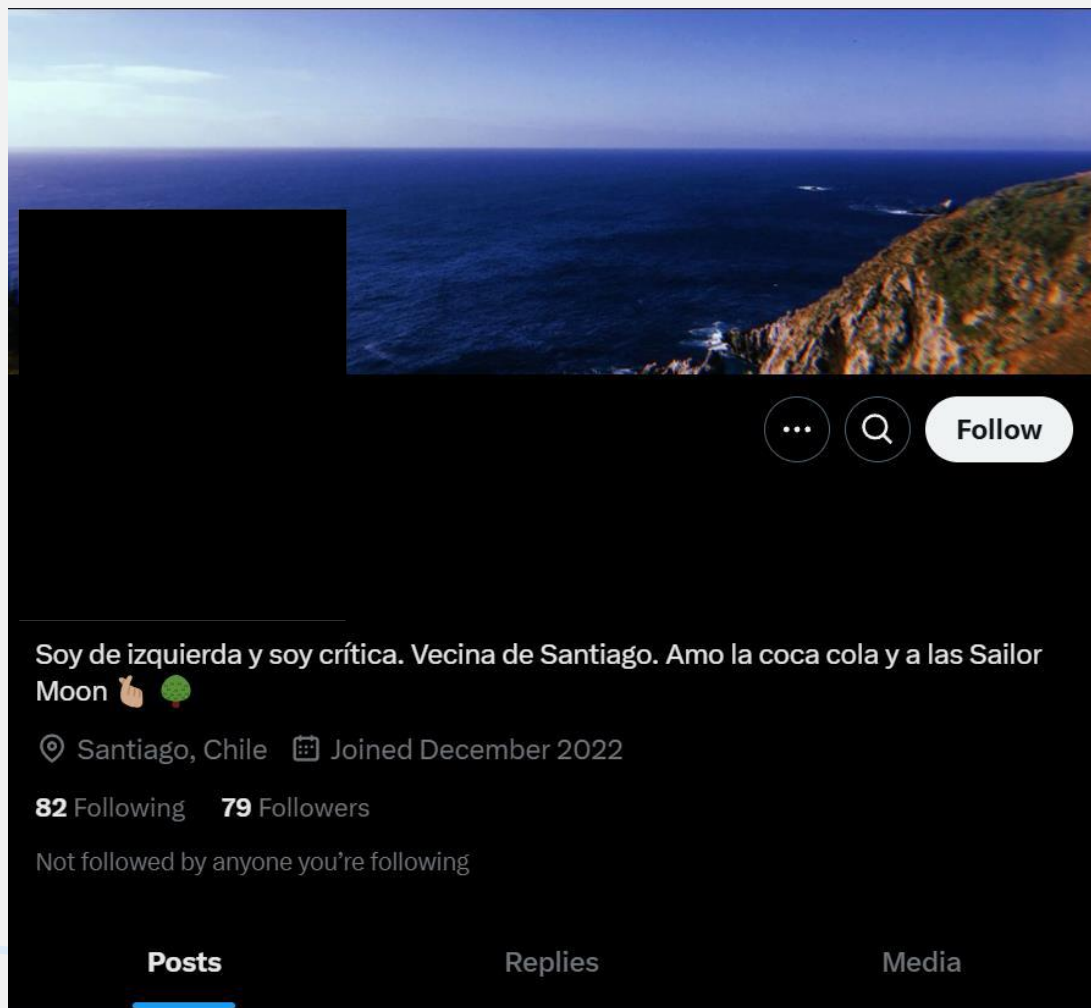 Follow
Soy de izquierda y soy crítica. Vecina de Santiago. Amo la coca cola y a las Sailor
Moon 🫰🏼 🌳
Santiago, Chile Joined December 2022
82 Following 79 Followers
Not followed by anyone you’re following
Posts Replies Media